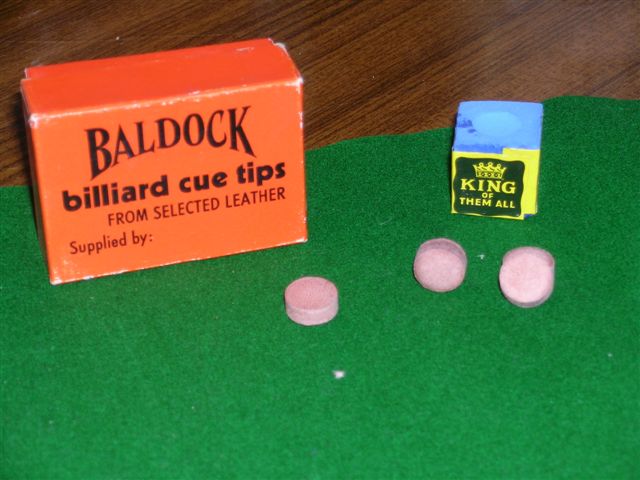 BALDOCK
billiard cue tips
FROM SELECTED LEATHER
Supplied by:
KING
OF
THEM ALL